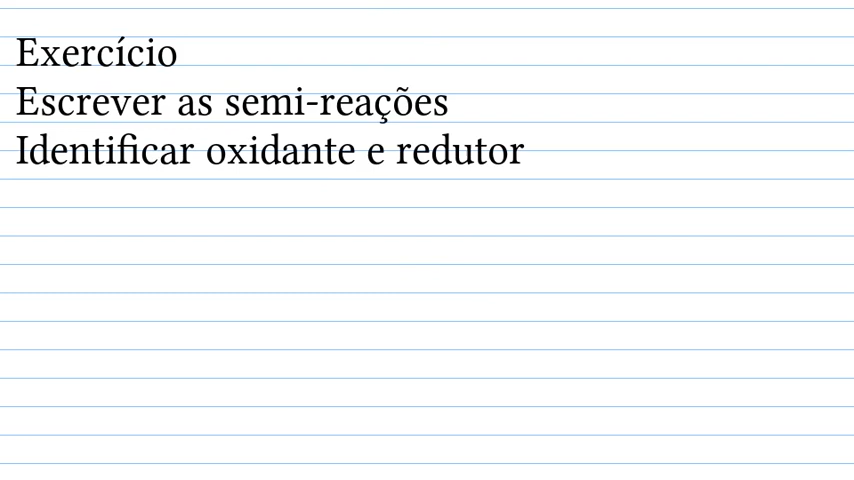 Exercício
Escrever as semi-reações
Identificar oxidante e redutor